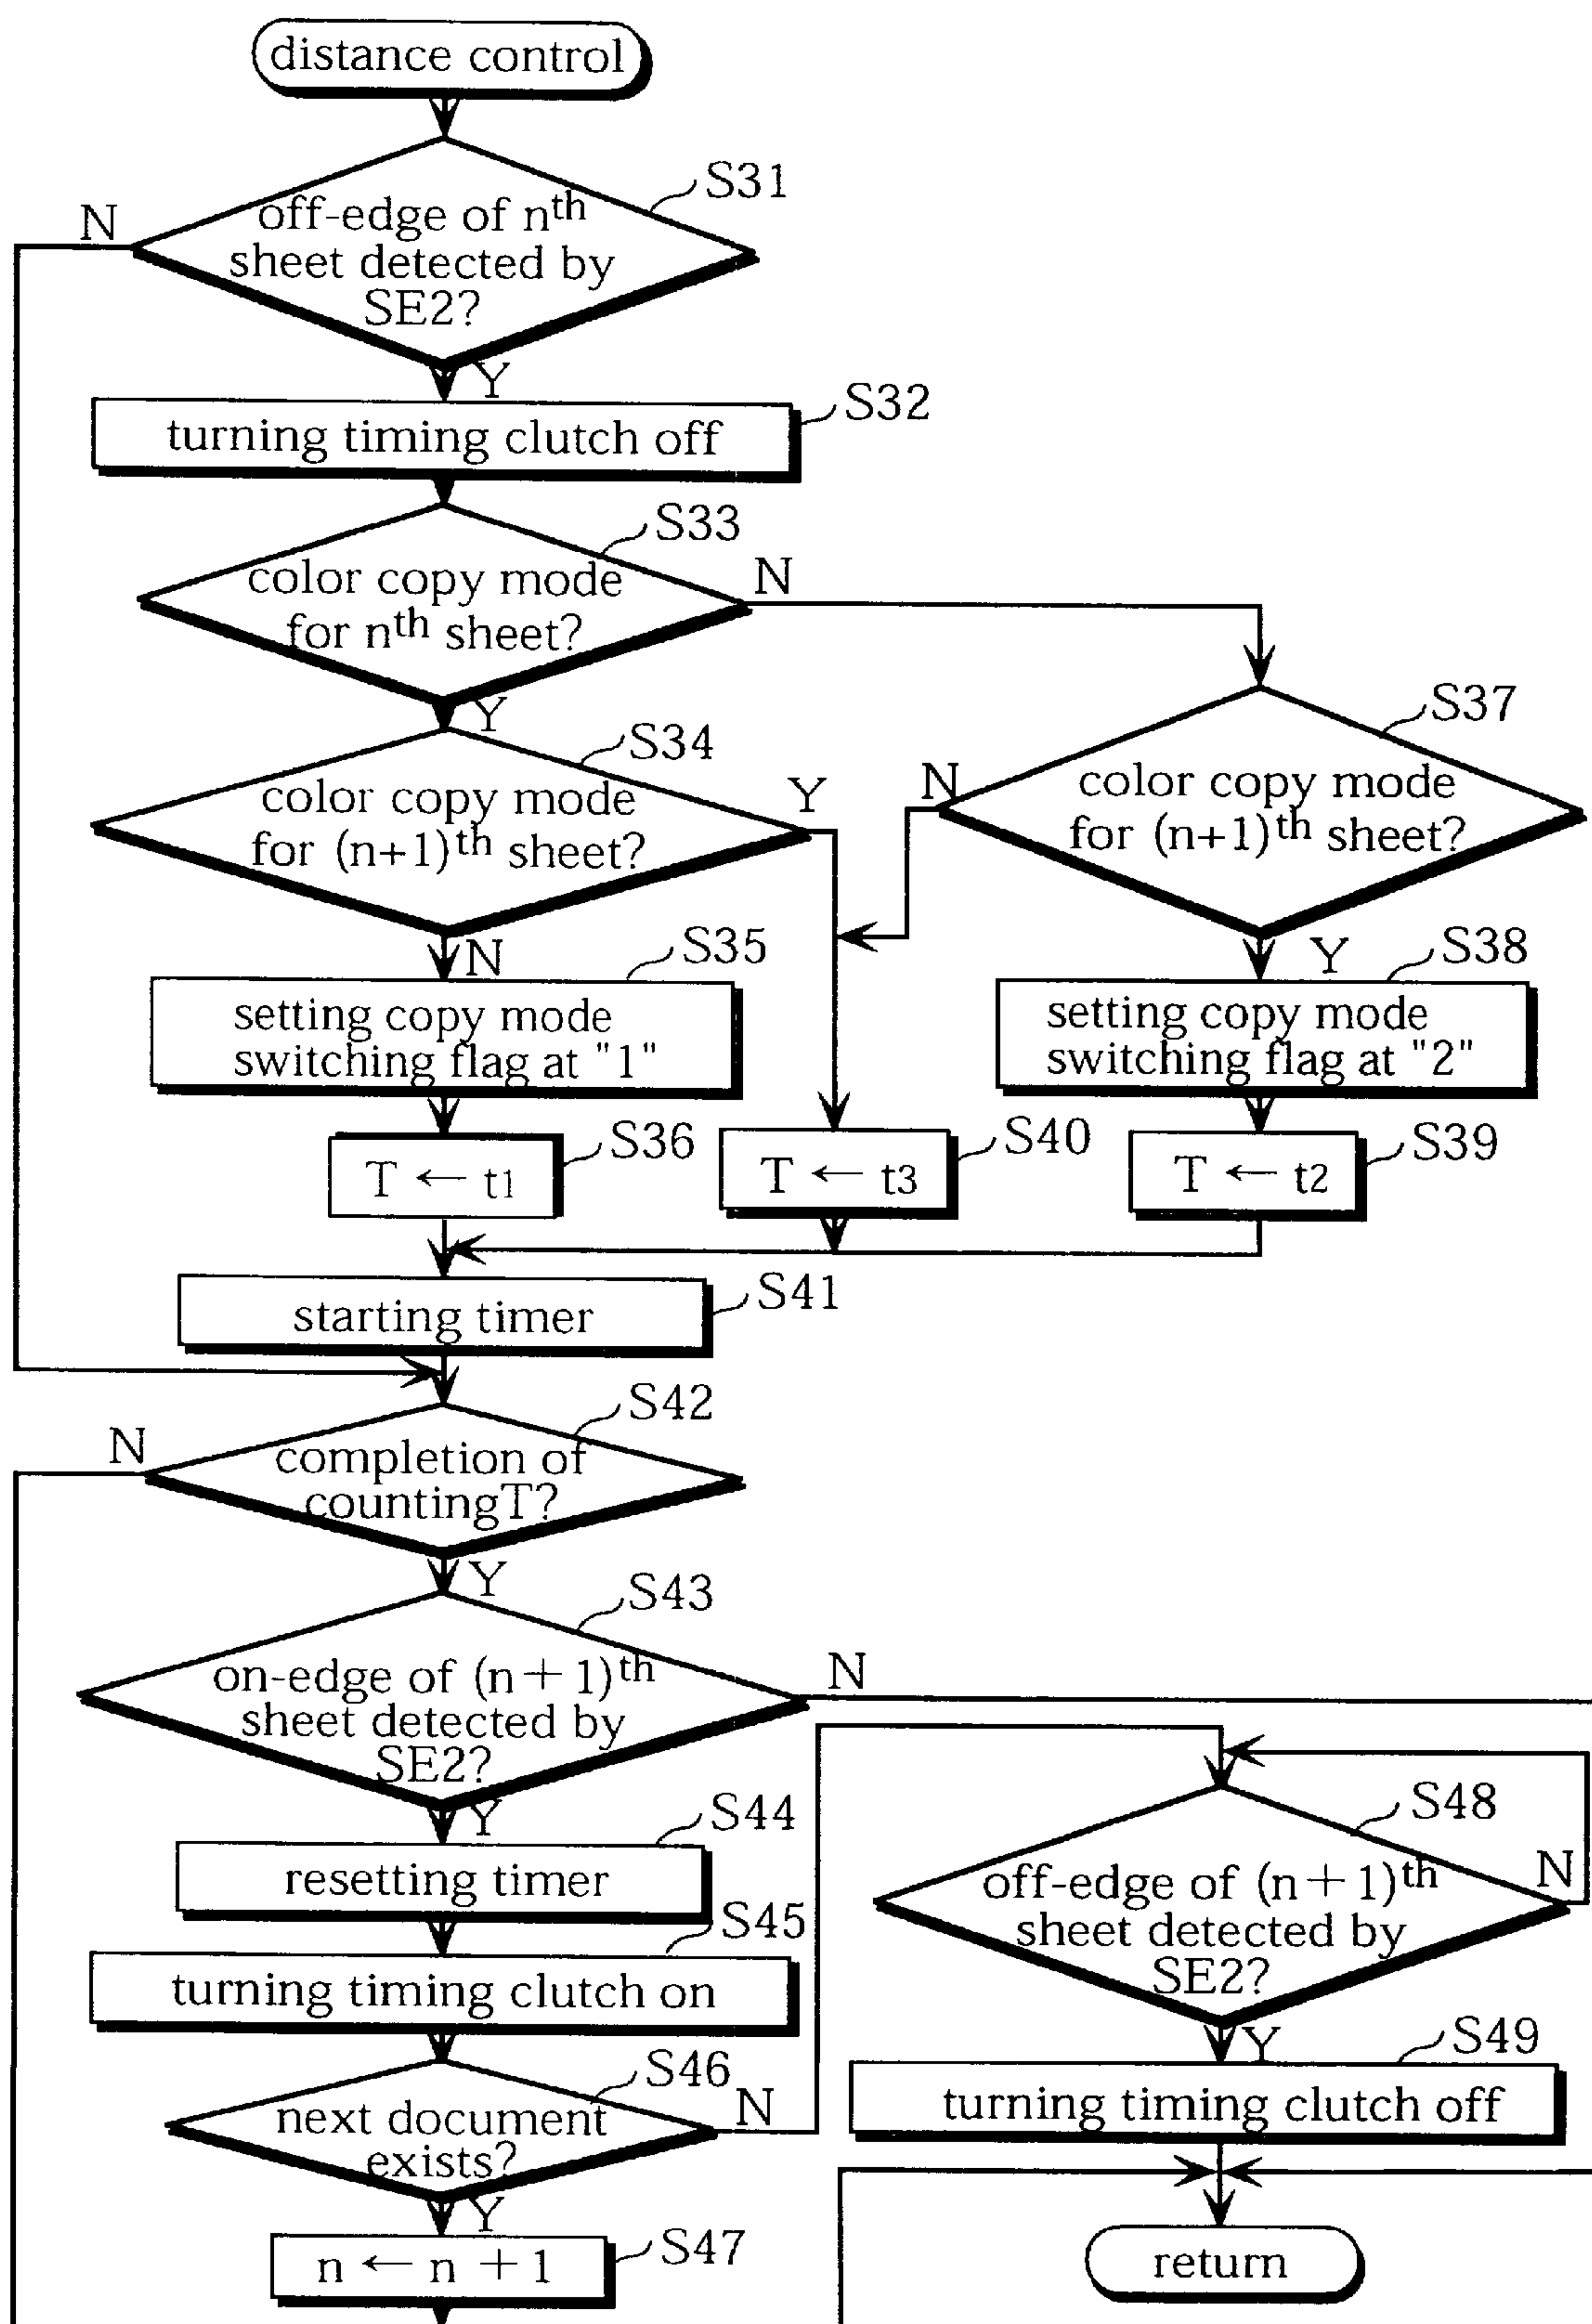 distance control
S31
N
off-edge of nth
sheet detected by
SE2?
Y
S32
turning timing clutch off
S33
color copy mode
for nth sheet?
N
Y
S34
color copy mode
for (n+1)th sheet?
Y
S37
N
color copy mode
for (n+1)th sheet?
N
S35
setting copy mode
switching flag at "1"
Y
S38
setting copy mode
switching flag at "2"
S36
T ← t1
S40
T ← t3
S39
T ← t2
S41
starting timer
S42
N
completion of
countingT?
Y
S43
on-edge of (n+1)th
sheet detected by
SE2?
N
Y
S44
resetting timer
S45
turning timing clutch on
S46
next document
exists?
N
Y
S47
n ← n + 1
S48
off-edge of (n+1)th
sheet detected by
SE2?
N
Y
S49
turning timing clutch off
return